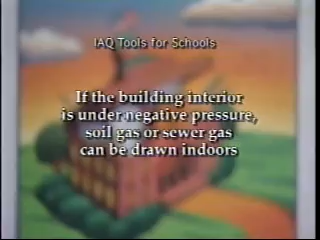 IAQ Tools for Schools
If the building interior
is under negative pressure,
soil gas or sewer gas
can be drawn indoors